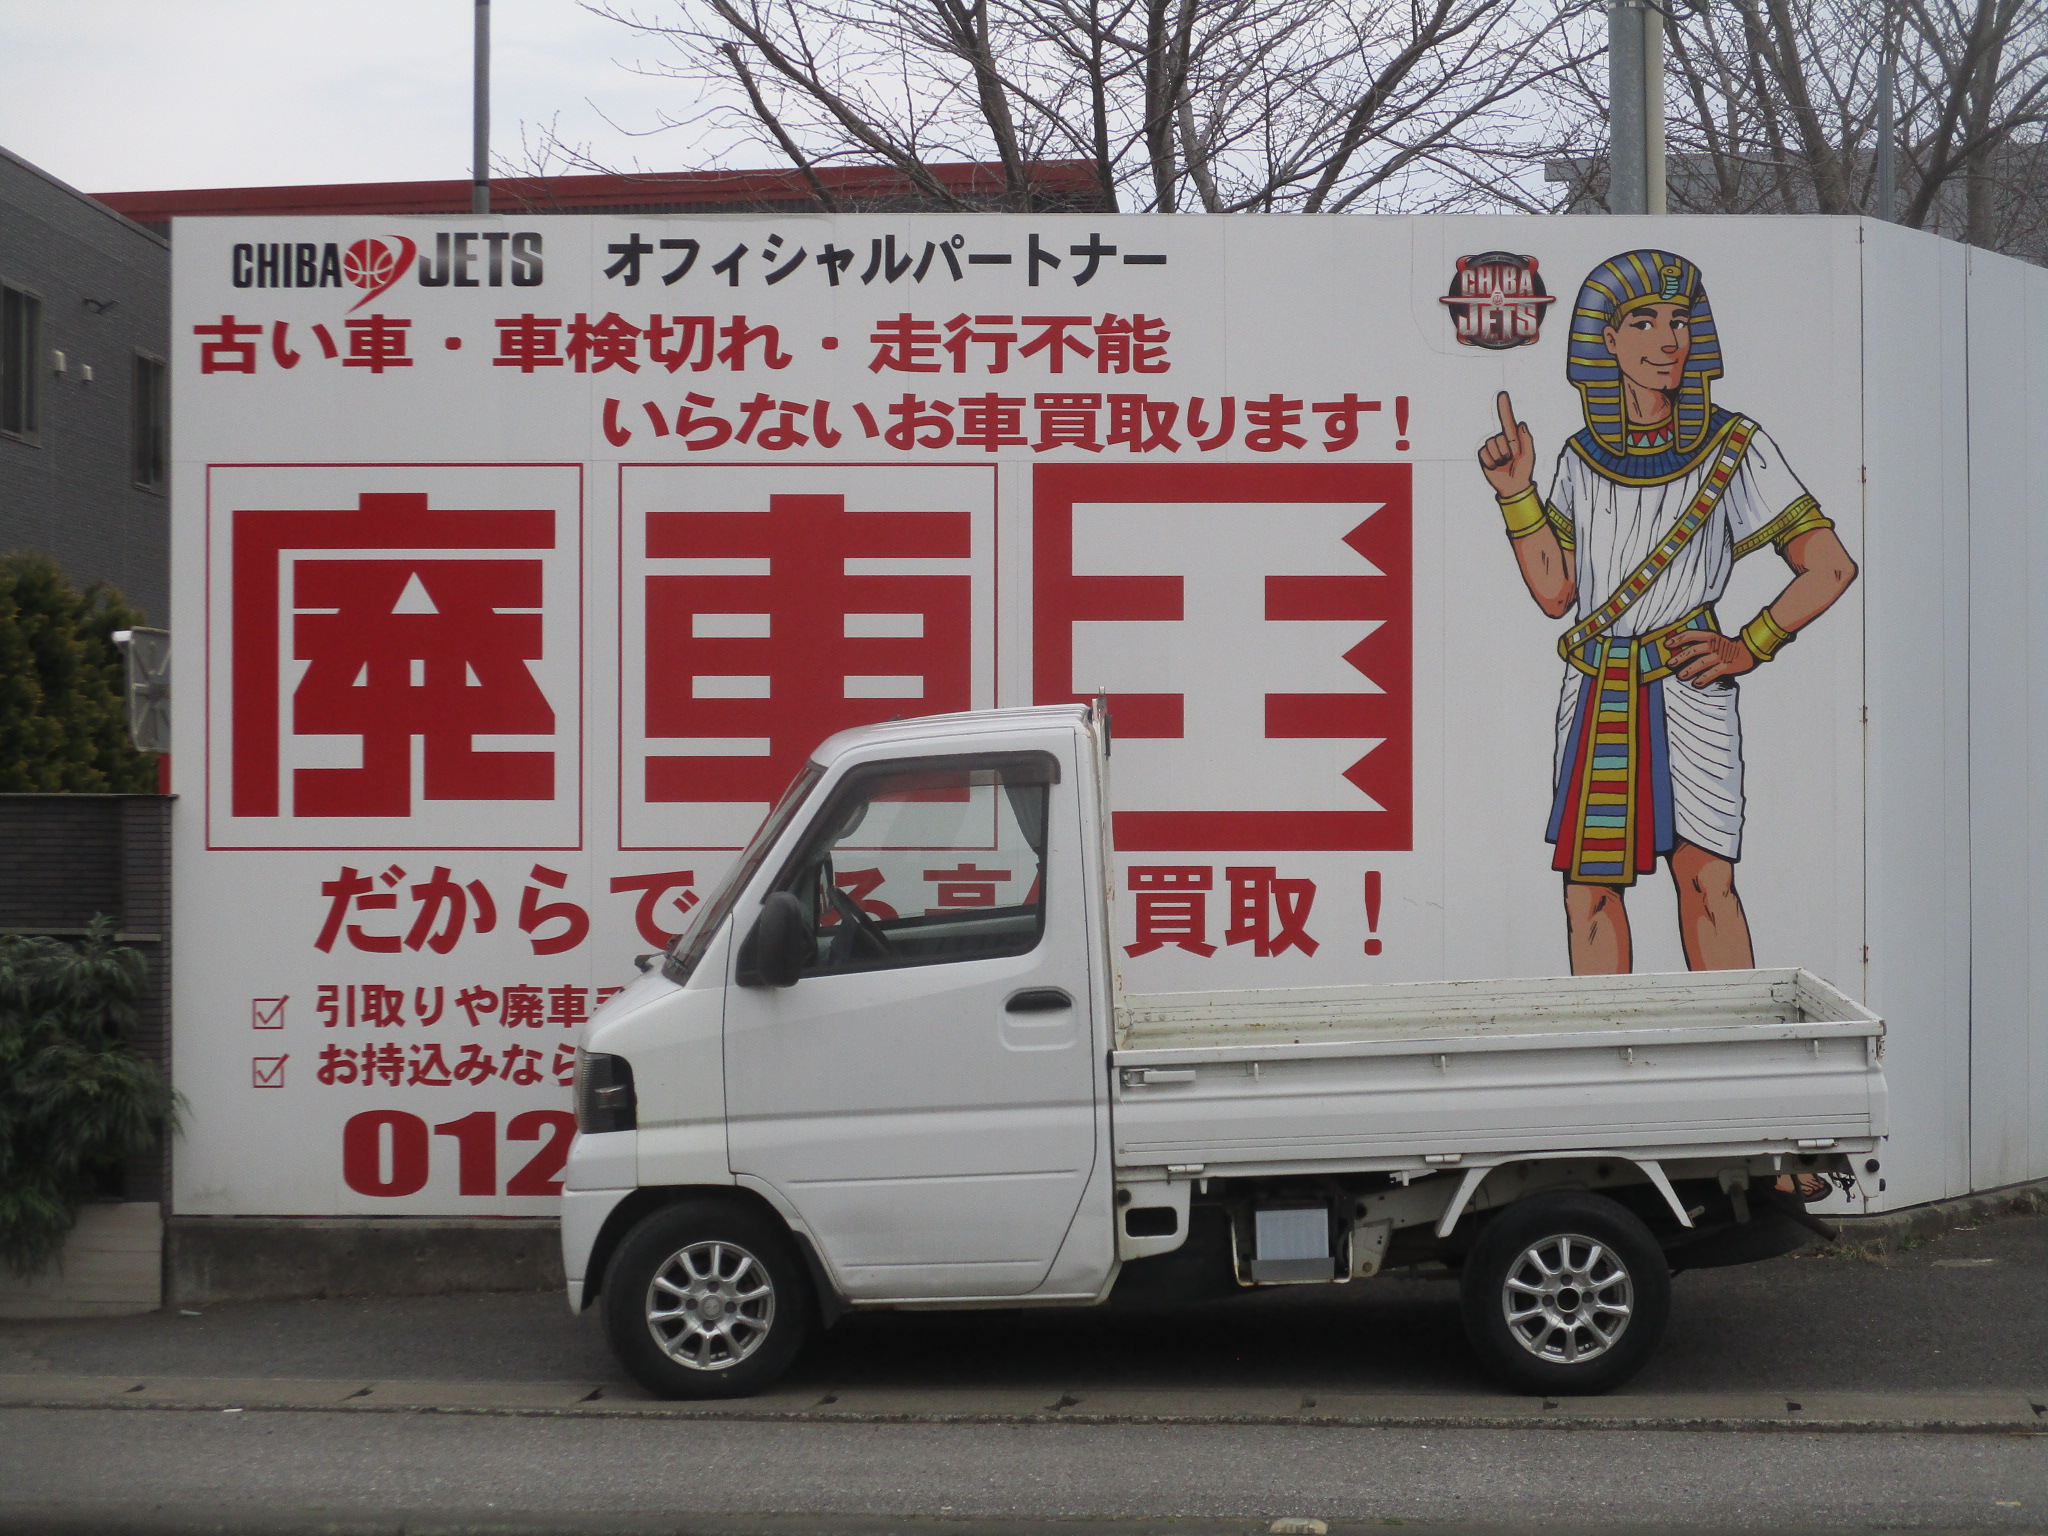 CHIBA JETS オフィシャルパートナー
CHIBA
JETS
古い車・車検切れ・走行不能
いらないお車買取ります!
廃車王
だからで る高 買取!
☑ 引取りや廃車
☑ お持込みなら
012